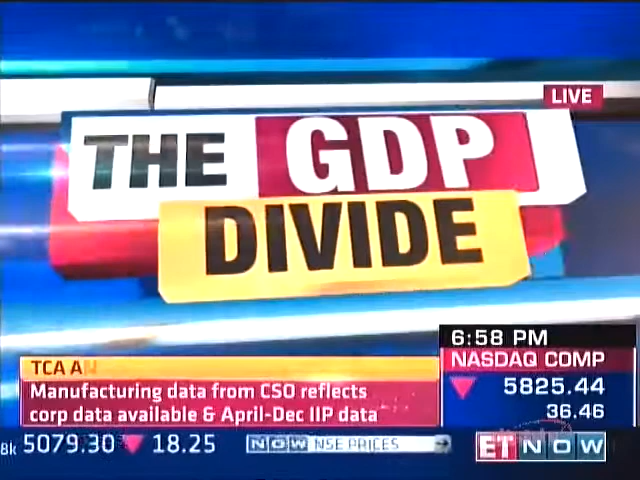 LIVE
THE GDP
DIVIDE
6:58 PM
NASDAQ COMP
5825.44
36.46
TCA A
Manufacturing data from CSO reflects
corp data available & April-Dec IIP data
8k 5079.30 18.25 NOW NSE PRICES
ET NOW